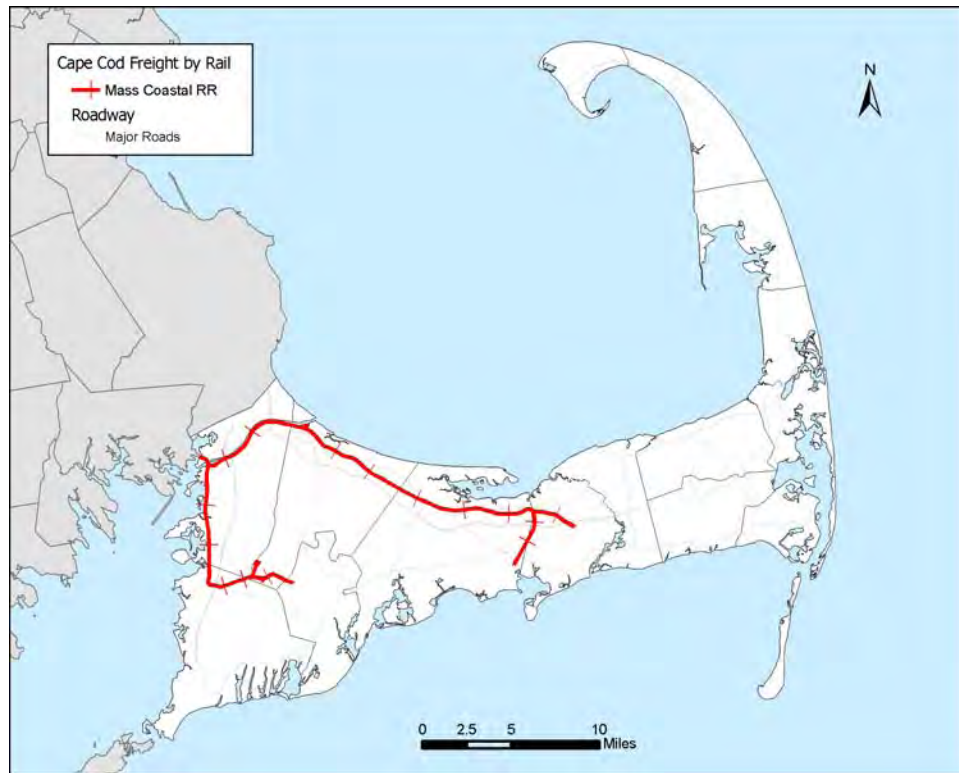 Cape Cod Freight by Rail
Mass Coastal RR
Roadway
Major Roads
N
0 2.5 5 10
Miles